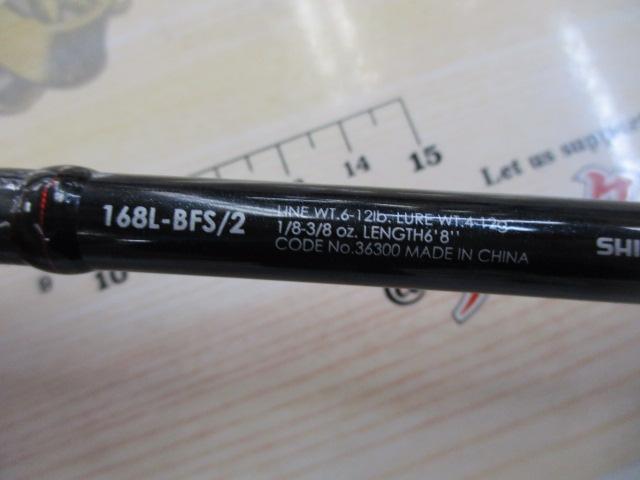 168L-BFS/2
LINE WT.6-12lb. LURE WT.4-12g
1/8-3/8 oz. LENGTH6'8''
CODE No.36300 MADE IN CHINA
SHI
14 15
Let us suppor
10